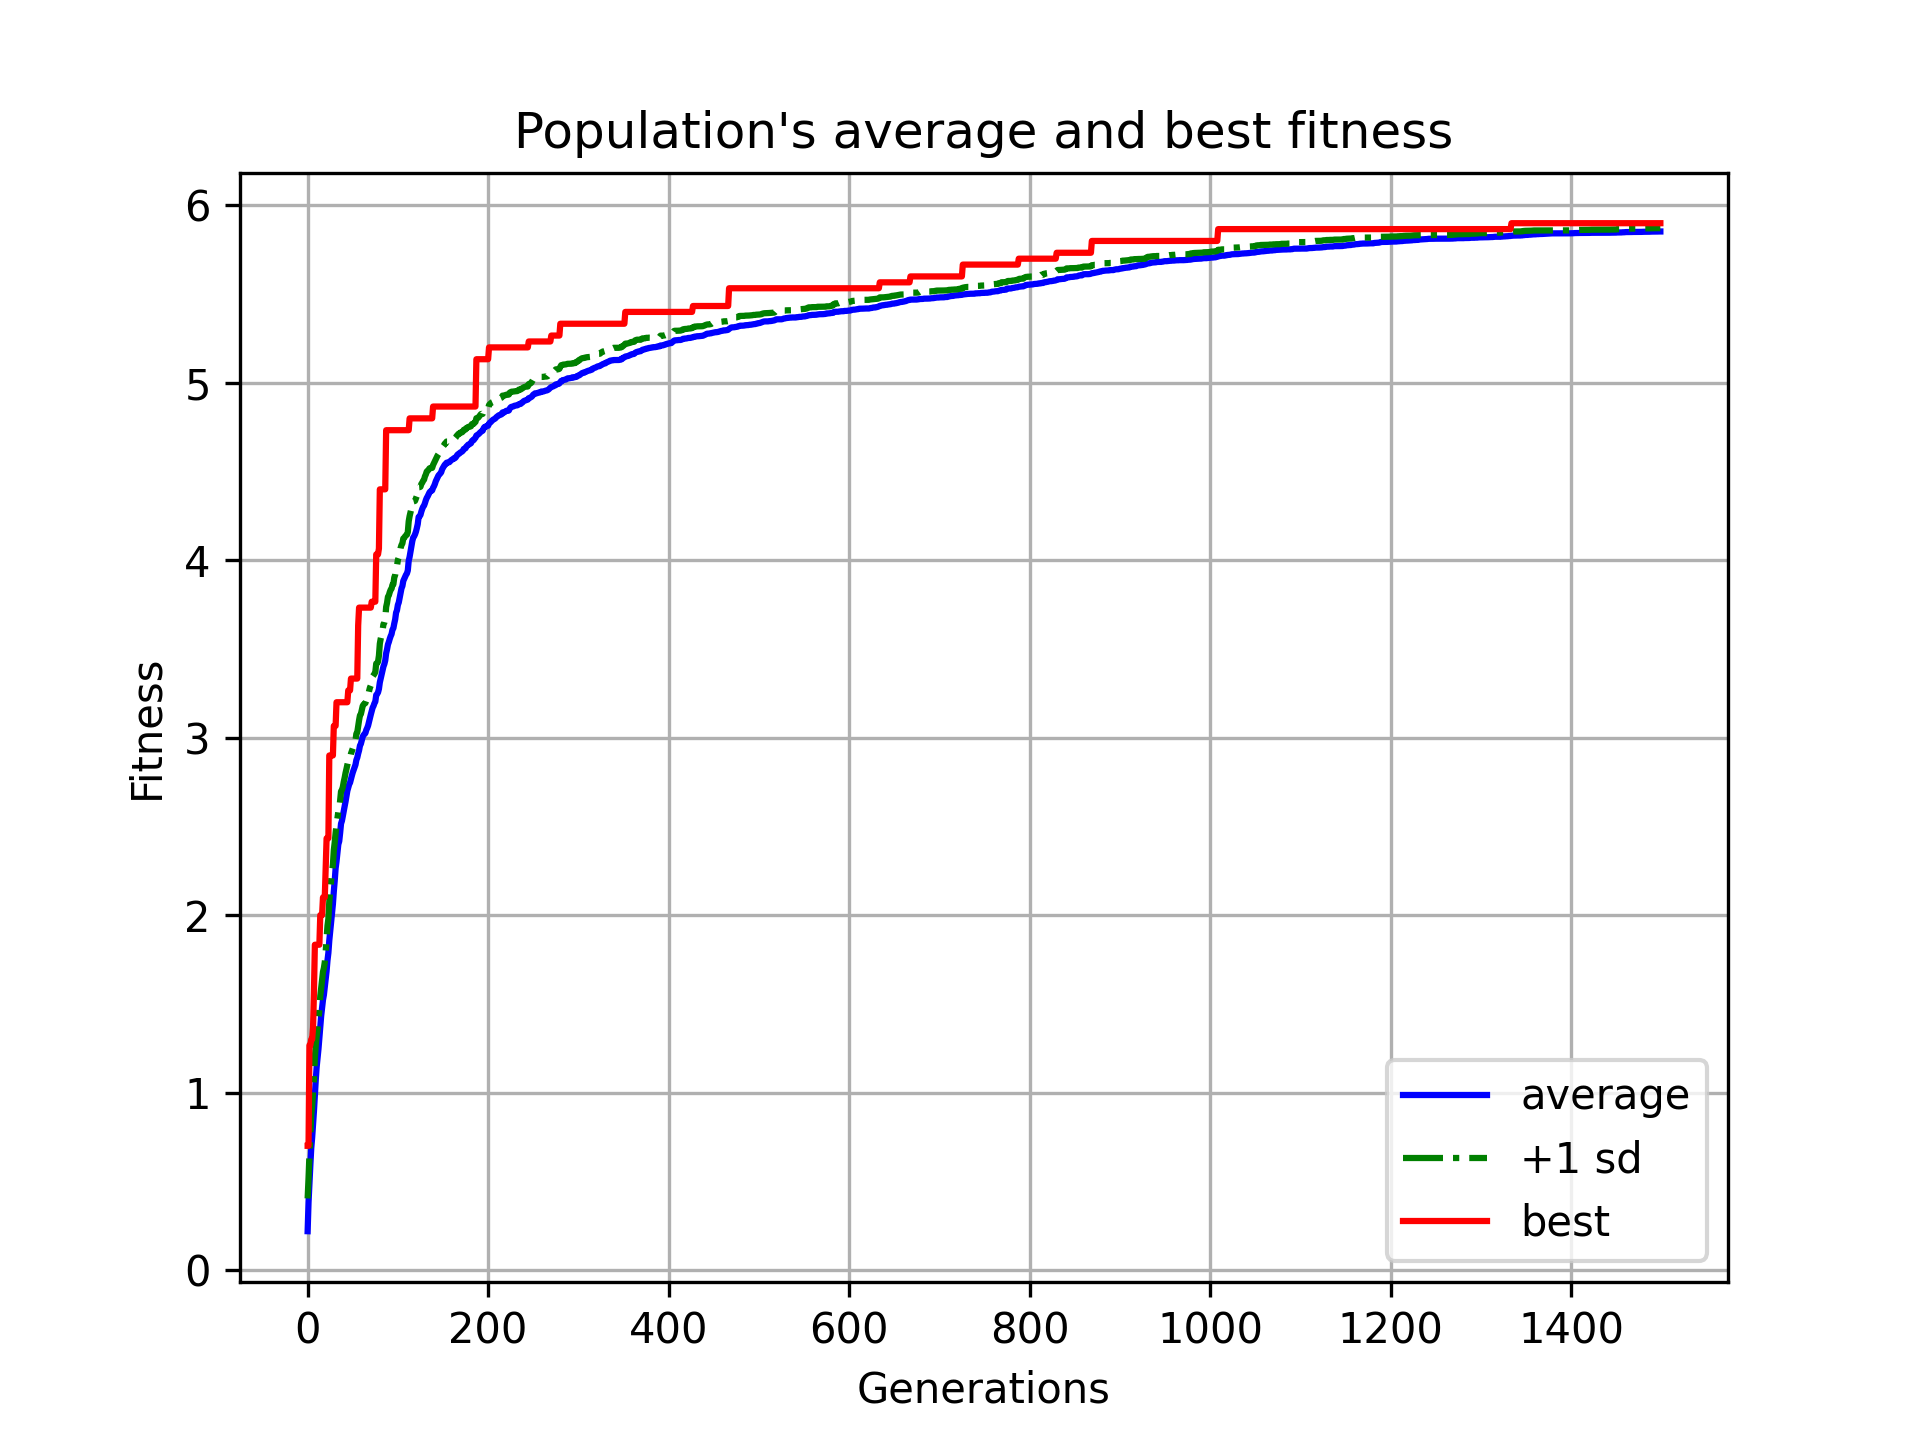 Population's average and best fitness
6
5
4
3
2
1
0
Fitness
0 200 400 600 800 1000 1200 1400
Generations
average
+1 sd
best